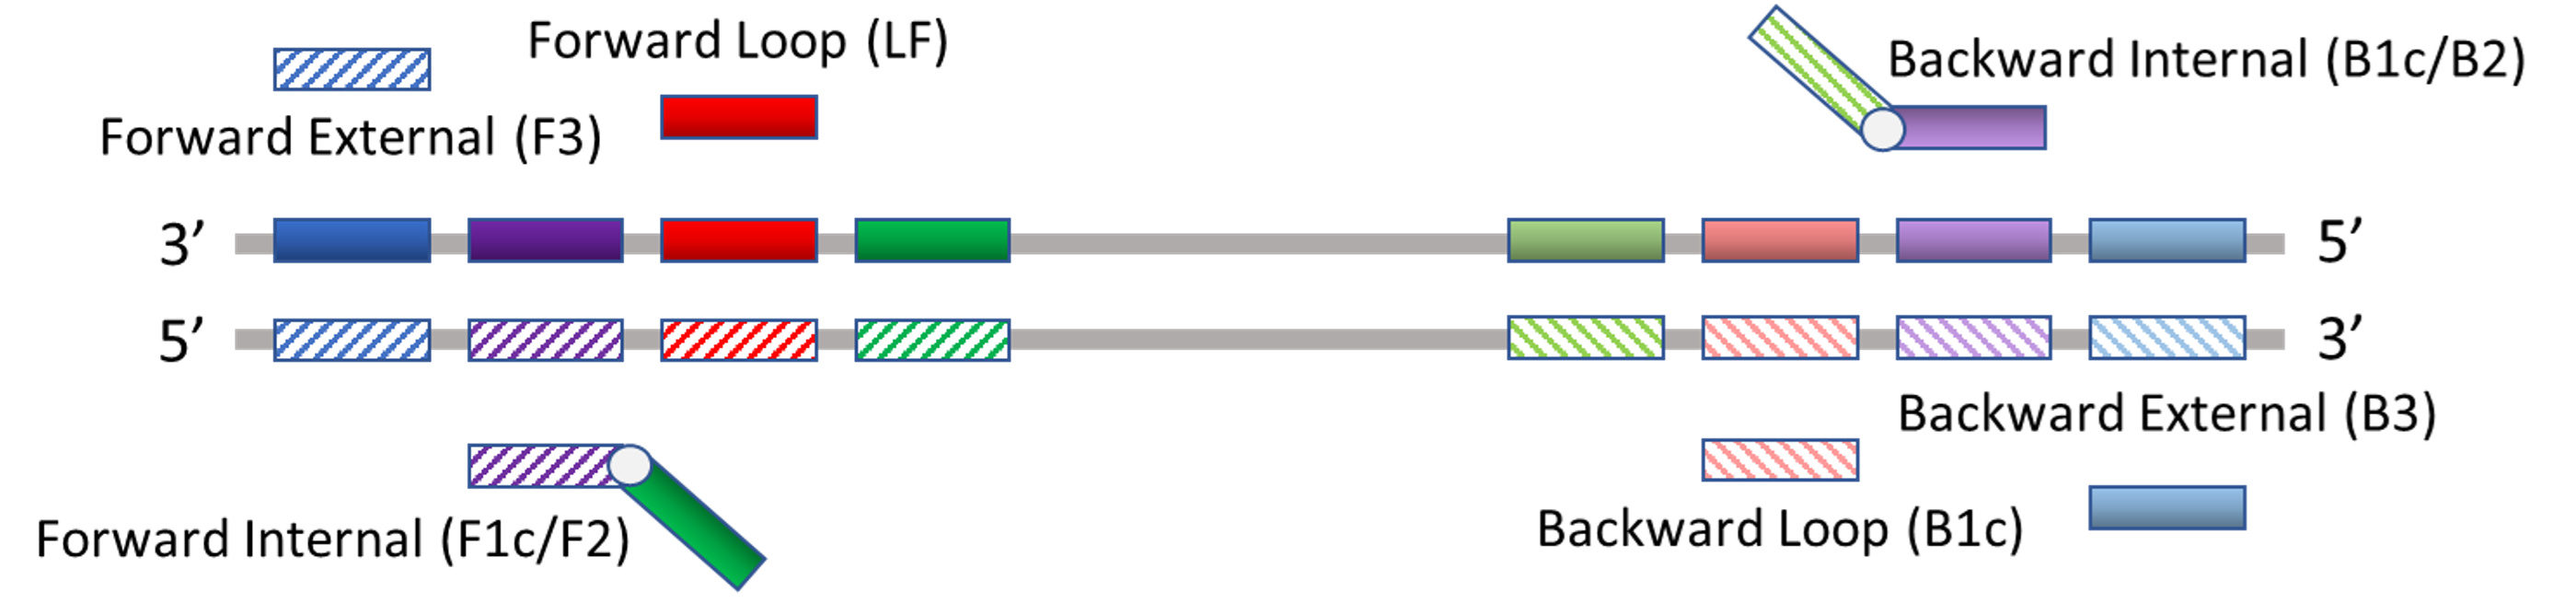 Forward Loop (LF)
Forward External (F3)
Backward Internal (B1c/B2)
3’
5’
5’
3’
Backward External (B3)
Forward Internal (F1c/F2)
Backward Loop (B1c)